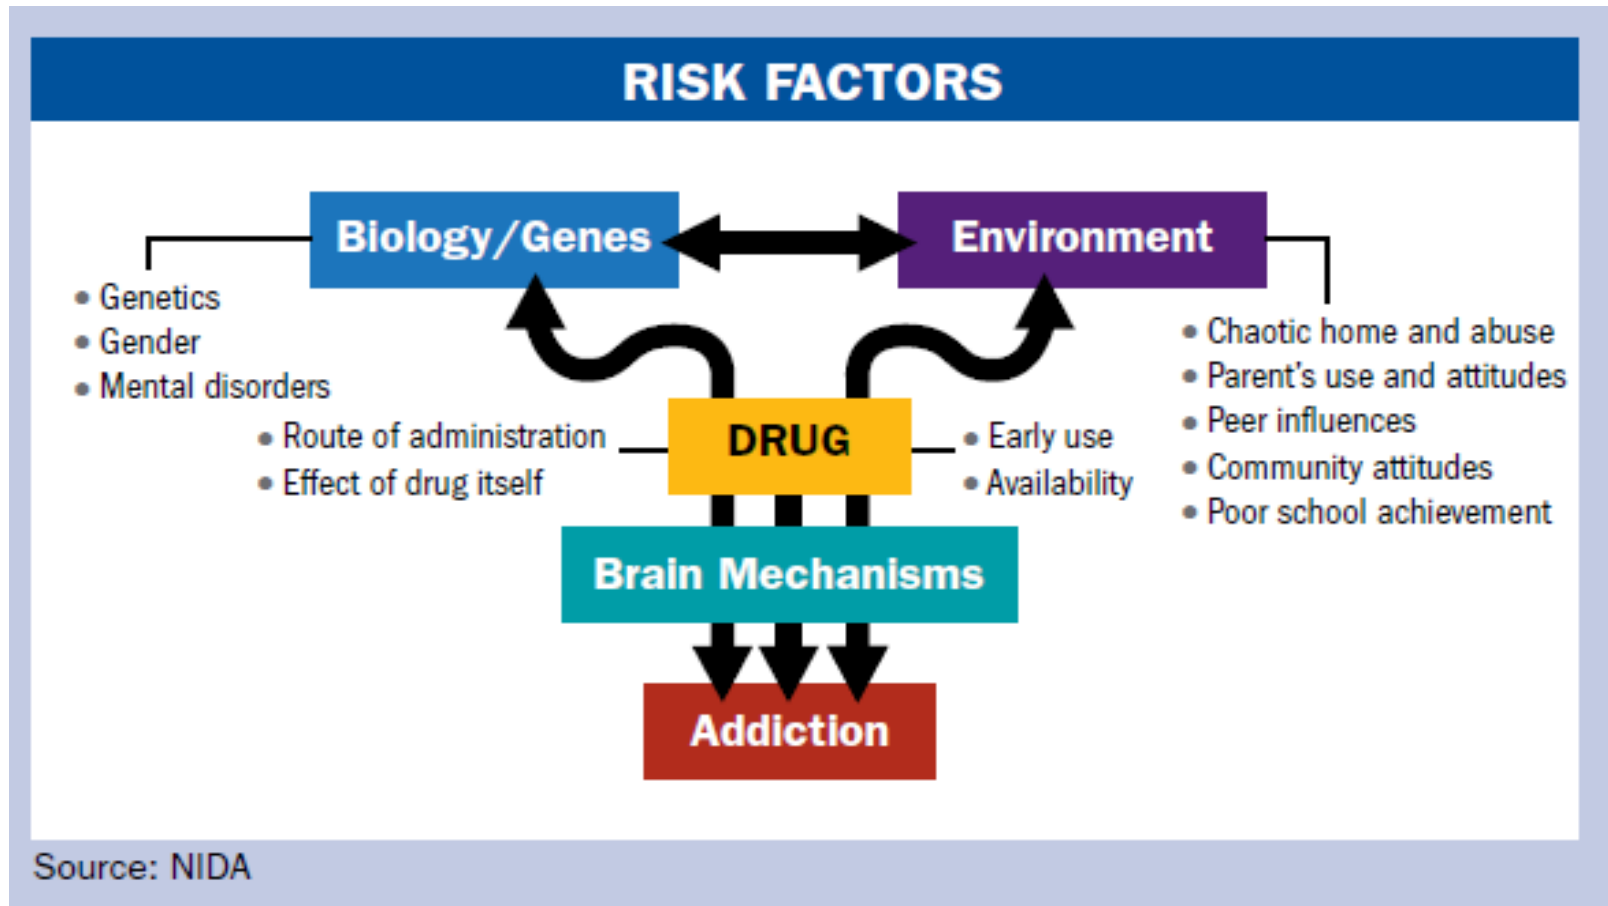 RISK FACTORS
Biology/Genes
Environment
• Genetics
• Gender
• Mental disorders
• Chaotic home and abuse
• Parent's use and attitudes
• Peer influences
• Community attitudes
• Poor school achievement
• Route of administration
• Effect of drug itself
DRUG
• Early use
• Availability
Brain Mechanisms
Addiction
Source: NIDA